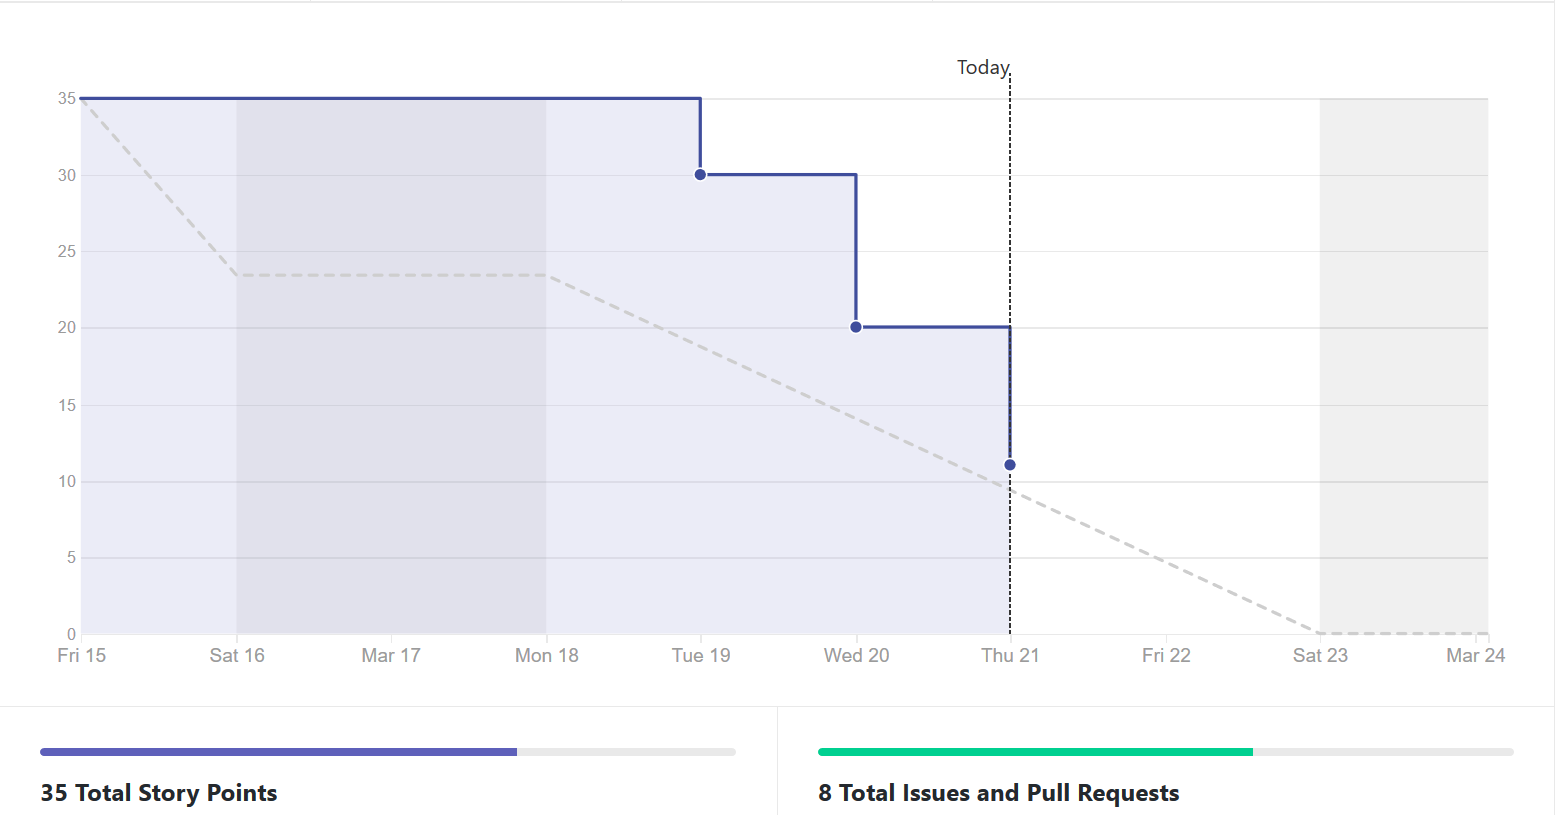 Today
35
30
25
20
15
10
5
0
Fri 15 Sat 16 Mar 17 Mon 18 Tue 19 Wed 20 Thu 21 Fri 22 Sat 23 Mar 24
35 Total Story Points
8 Total Issues and Pull Requests